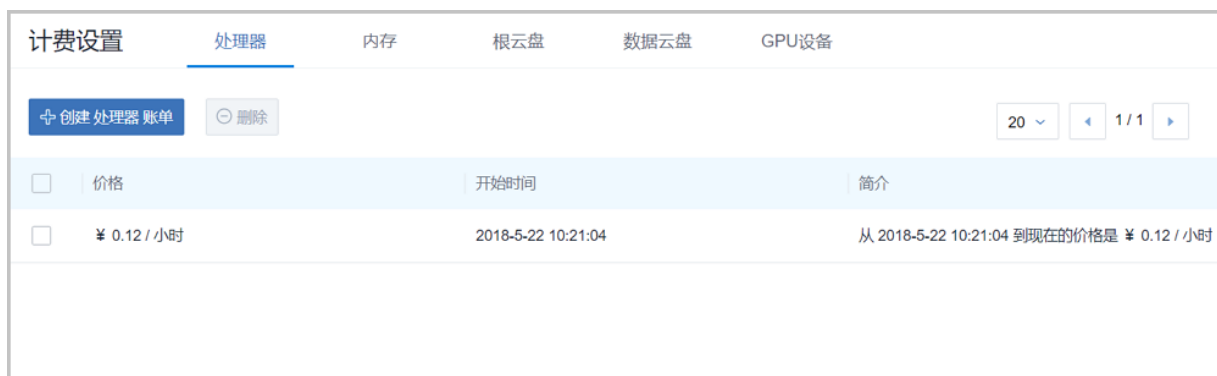 计费设置 处理器 内存 根云盘 数据云盘 GPU设备
创建 处理器 账单 删除 20 1 / 1
价格 开始时间 简介
¥ 0.12 / 小时 2018-5-22 10:21:04 从 2018-5-22 10:21:04 到现在的价格是 ¥ 0.12 / 小时